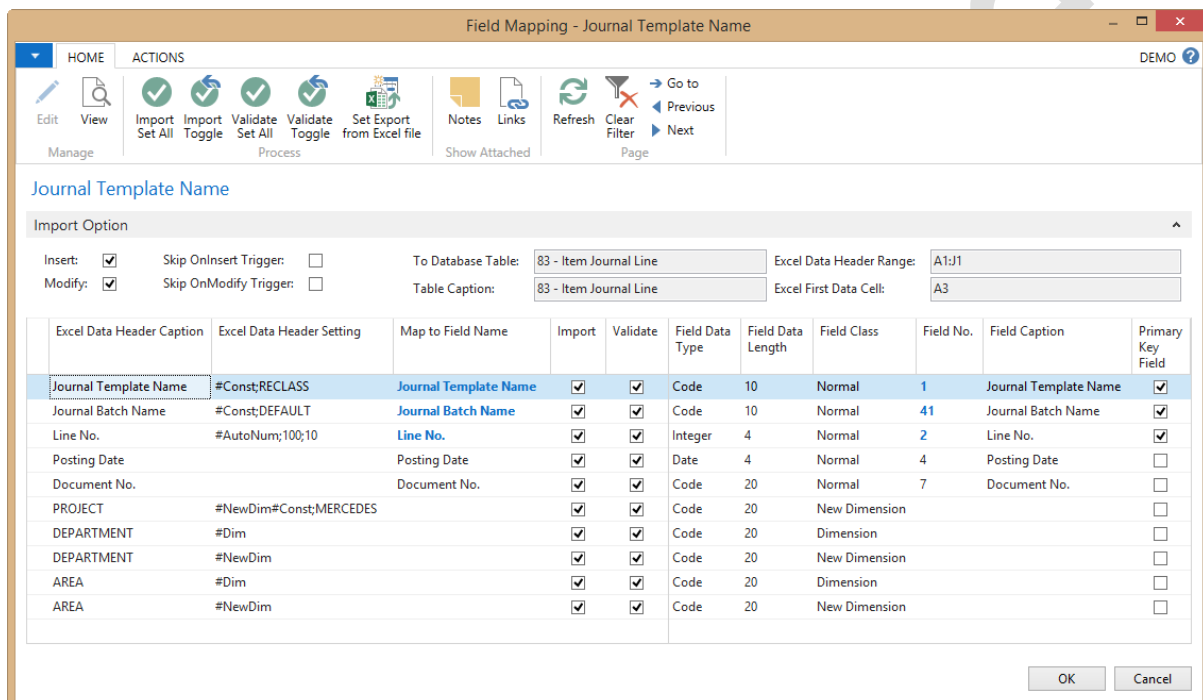 Field Mapping - Journal Template Name
HOME ACTIONS DEMO
Edit View Import Set All Import Toggle Validate Set All Validate Toggle Set Export from Excel file Notes Links Refresh Clear Filter Go to
Previous
Next
Manage Process Show Attached Page
Journal Template Name
Import Option
Insert: Skip OnInsert Trigger: To Database Table: 83 - Item Journal Line Excel Data Header Range: A1:J1
Modify: Skip OnModify Trigger: Table Caption: 83 - Item Journal Line Excel First Data Cell: A3
Excel Data Header Caption Excel Data Header Setting Map to Field Name Import Validate Field Data Type Field Data Length Field Class Field No. Field Caption Primary Key Field
Journal Template Name #Const;RECLASS Journal Template Name Code 10 Normal 1 Journal Template Name
Journal Batch Name #Const;DEFAULT Journal Batch Name Code 10 Normal 41 Journal Batch Name
Line No. #AutoNum;100;10 Line No. Integer 4 Normal 2 Line No.
Posting Date Posting Date Date 4 Normal 4 Posting Date
Document No. Document No. Code 20 Normal 7 Document No.
PROJECT #NewDim#Const;MERCEDES Code 20 New Dimension
DEPARTMENT #Dim Code 20 Dimension
DEPARTMENT #NewDim Code 20 New Dimension
AREA #Dim Code 20 Dimension
AREA #NewDim Code 20 New Dimension
OK Cancel